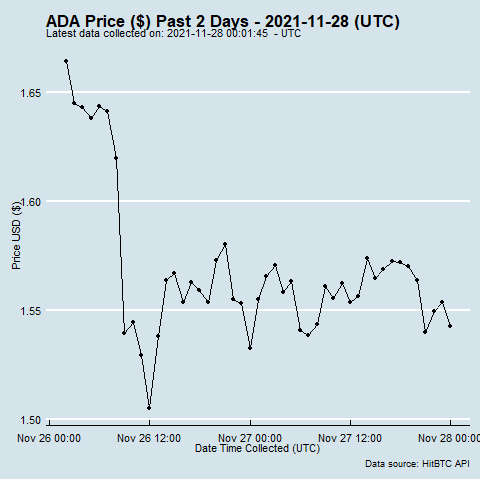 ADA Price ($) Past 2 Days - 2021-11-28 (UTC)
Latest data collected on: 2021-11-28 00:01:45 - UTC
1.65
1.60
Price USD ($)
1.55
1.50
Nov 26 00:00 Nov 26 12:00 Nov 27 00:00 Nov 27 12:00 Nov 28 00:00
Date Time Collected (UTC)
Data source: HitBTC API